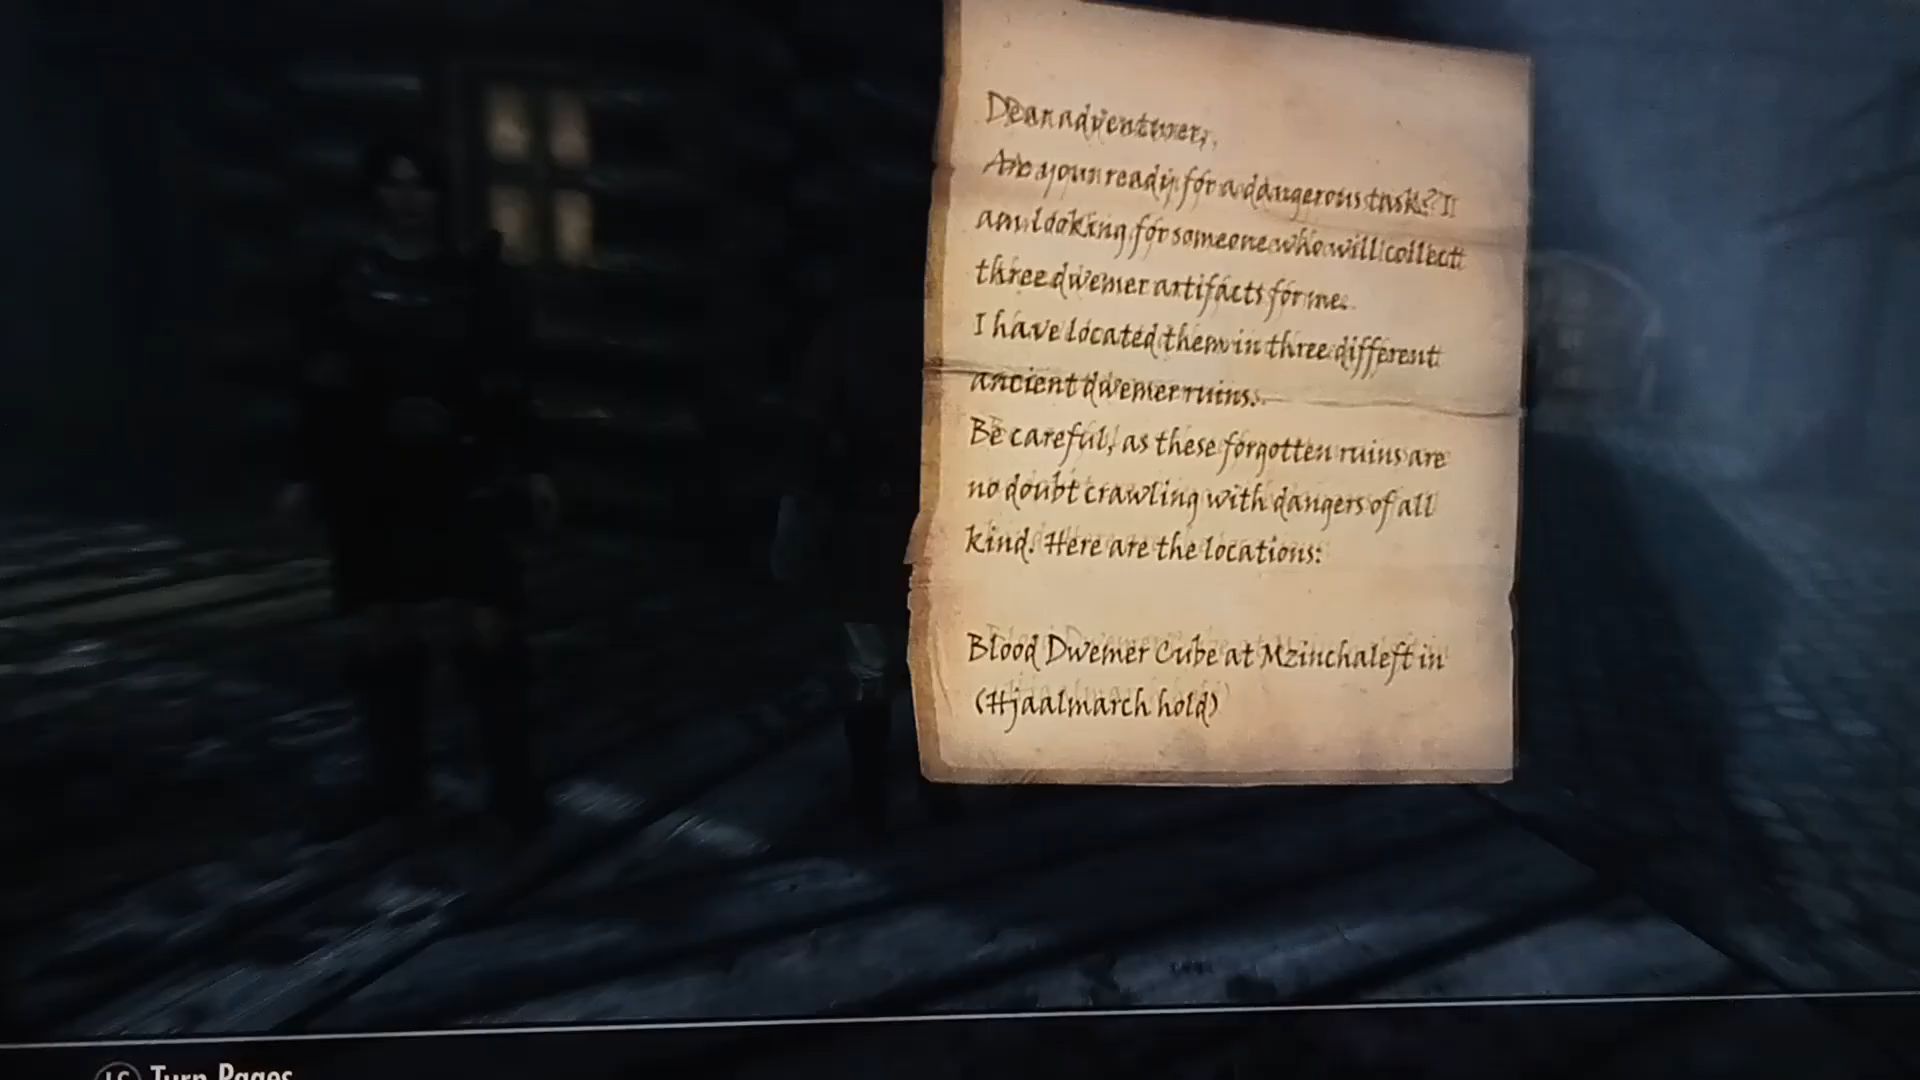 Dear adventurer,
Are you ready for a dangerous task? I
am looking for someone who will collect
three dwemer artifacts for me.
I have located them in three different
ancient dwemer ruins.
Be careful, as these forgotten ruins are
no doubt crawling with dangers of all
kind. Here are the locations:
Blood Dwemer Cube at Mzinchaleft in
(Hjaalmarch hold)
LS Turn Pages